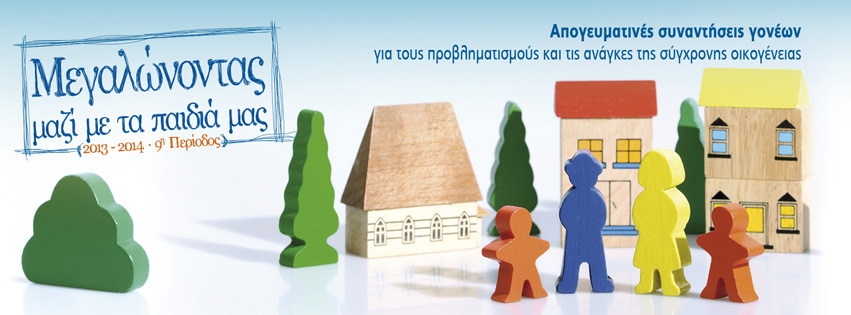 Μεγαλώνοντας
μαζί με τα παιδιά μας
2013 - 2014 · 9η Περίοδος
Απογευματινές συναντήσεις γονέων
για τους προβληματισμούς και τις ανάγκες της σύγχρονης οικογένειας